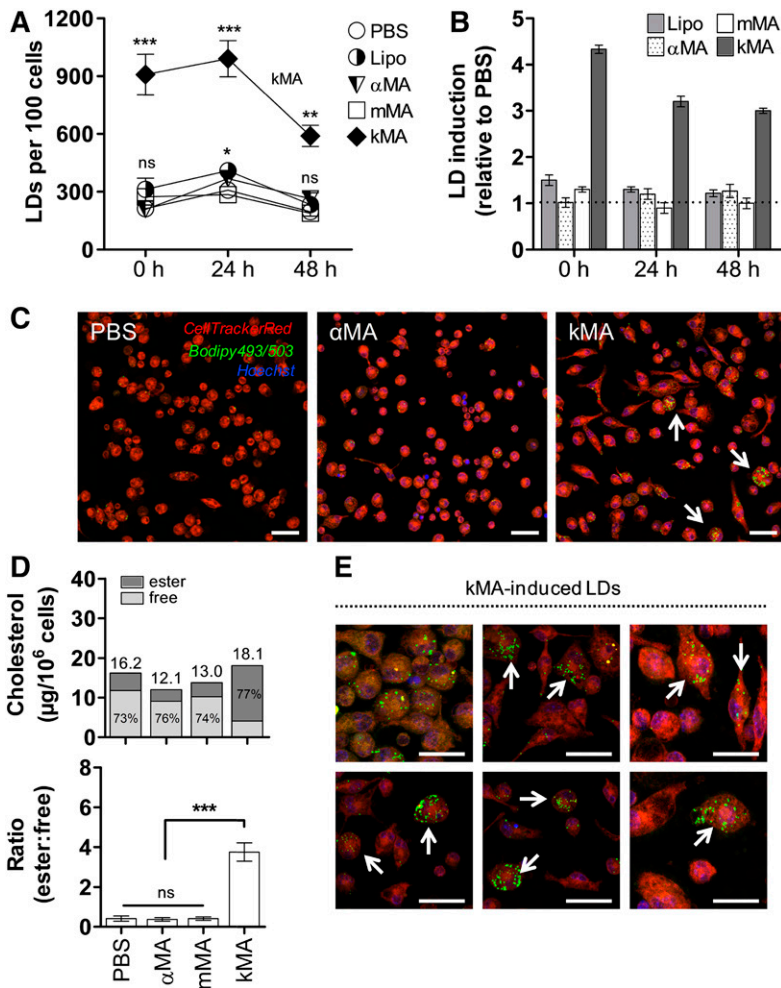 A
1200
900
600
300
0
LDs per 100 cells
***
***
**
kMA
ns
*
ns
0 h
24 h
48 h
PBS
Lipo
αMA
mMA
kMA
B
Lipo
mMA
αMA
kMA
5
4
3
2
1
0
LD induction
(relative to PBS)
0 h
24 h
48 h
C
PBS
CellTrackerRed
Bodipy493/503
Hoechst
αMA
kMA
D
ester
free
40
30
20
10
0
Cholesterol
(µg/10⁶ cells)
16.2
12.1
13.0
18.1
73%
76%
74%
77%
8
6
4
2
0
Ratio
(ester:free)
***
ns
PBS
αMA
mMA
kMA
E
kMA-induced LDs